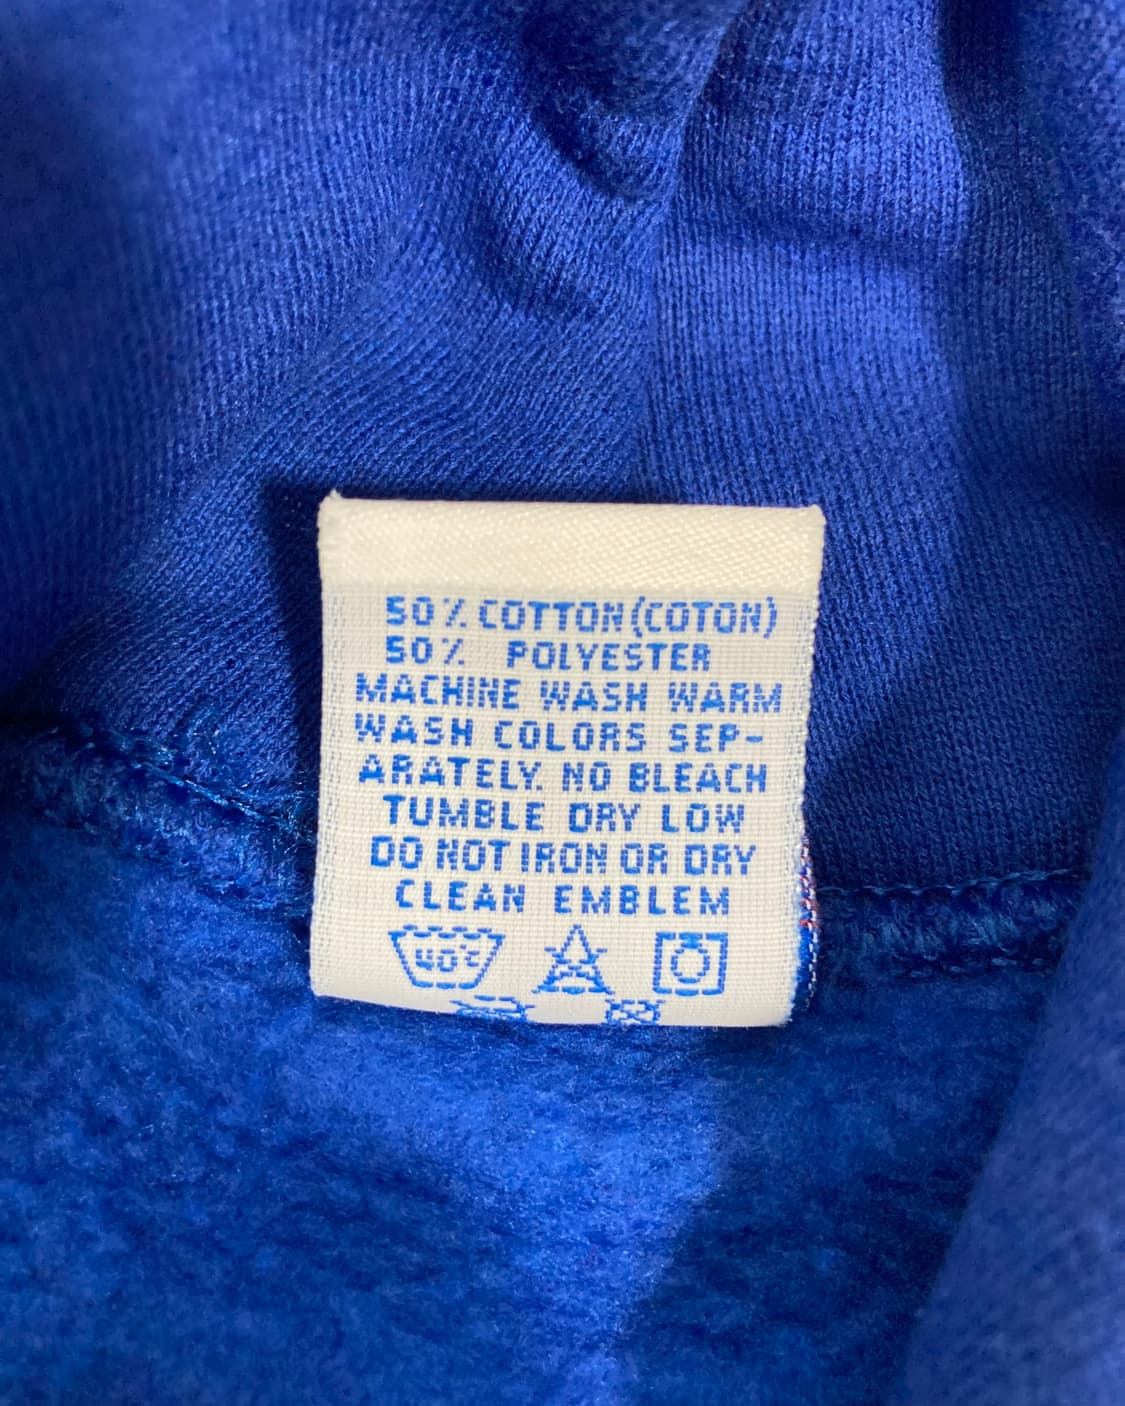 50% COTTON (COTON)
50% POLYESTER
MACHINE WASH WARM
WASH COLORS SEP-
ARATELY. NO BLEACH
TUMBLE DRY LOW
DO NOT IRON OR DRY
CLEAN EMBLEM
40°C